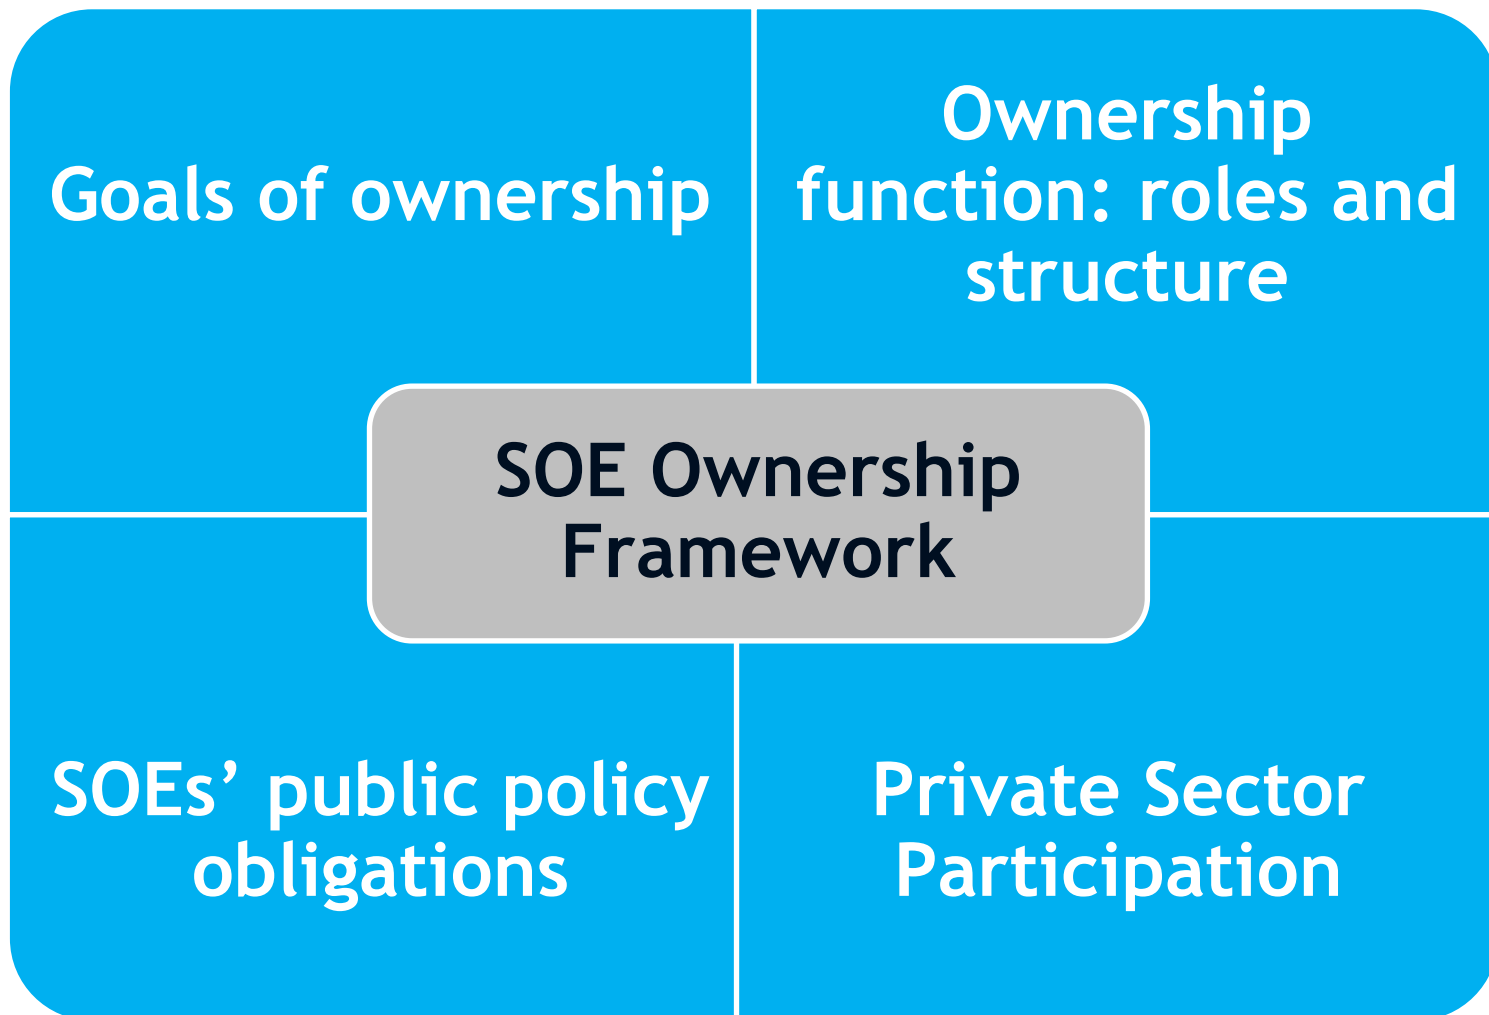 Goals of ownership
Ownership
function: roles and
structure
SOE Ownership
Framework
SOEs’ public policy
obligations
Private Sector
Participation